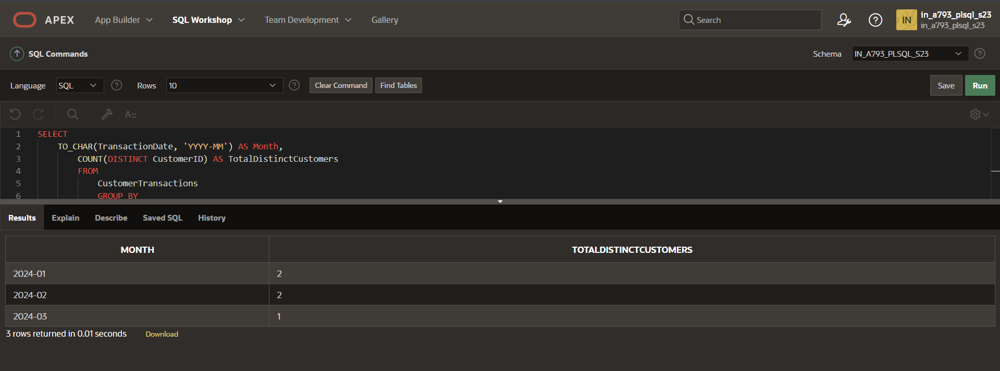 APEX App Builder SQL Workshop Team Development Gallery Search IN in_a793_plsql_s23
in_a793_plsql_s23
SQL Commands Schema IN_A793_PLSQL_S23
Language SQL Rows 10 Clear Command Find Tables Save Run
A::
1 SELECT
2 TO_CHAR(TransactionDate, 'YYYY-MM') AS Month,
3 COUNT(DISTINCT CustomerID) AS TotalDistinctCustomers
4 FROM
5 CustomerTransactions
6 GROUP BY
Results Explain Describe Saved SQL History
MONTH TOTALDISTINCTCUSTOMERS
2024-01 2
2024-02 2
2024-03 1
3 rows returned in 0.01 seconds Download